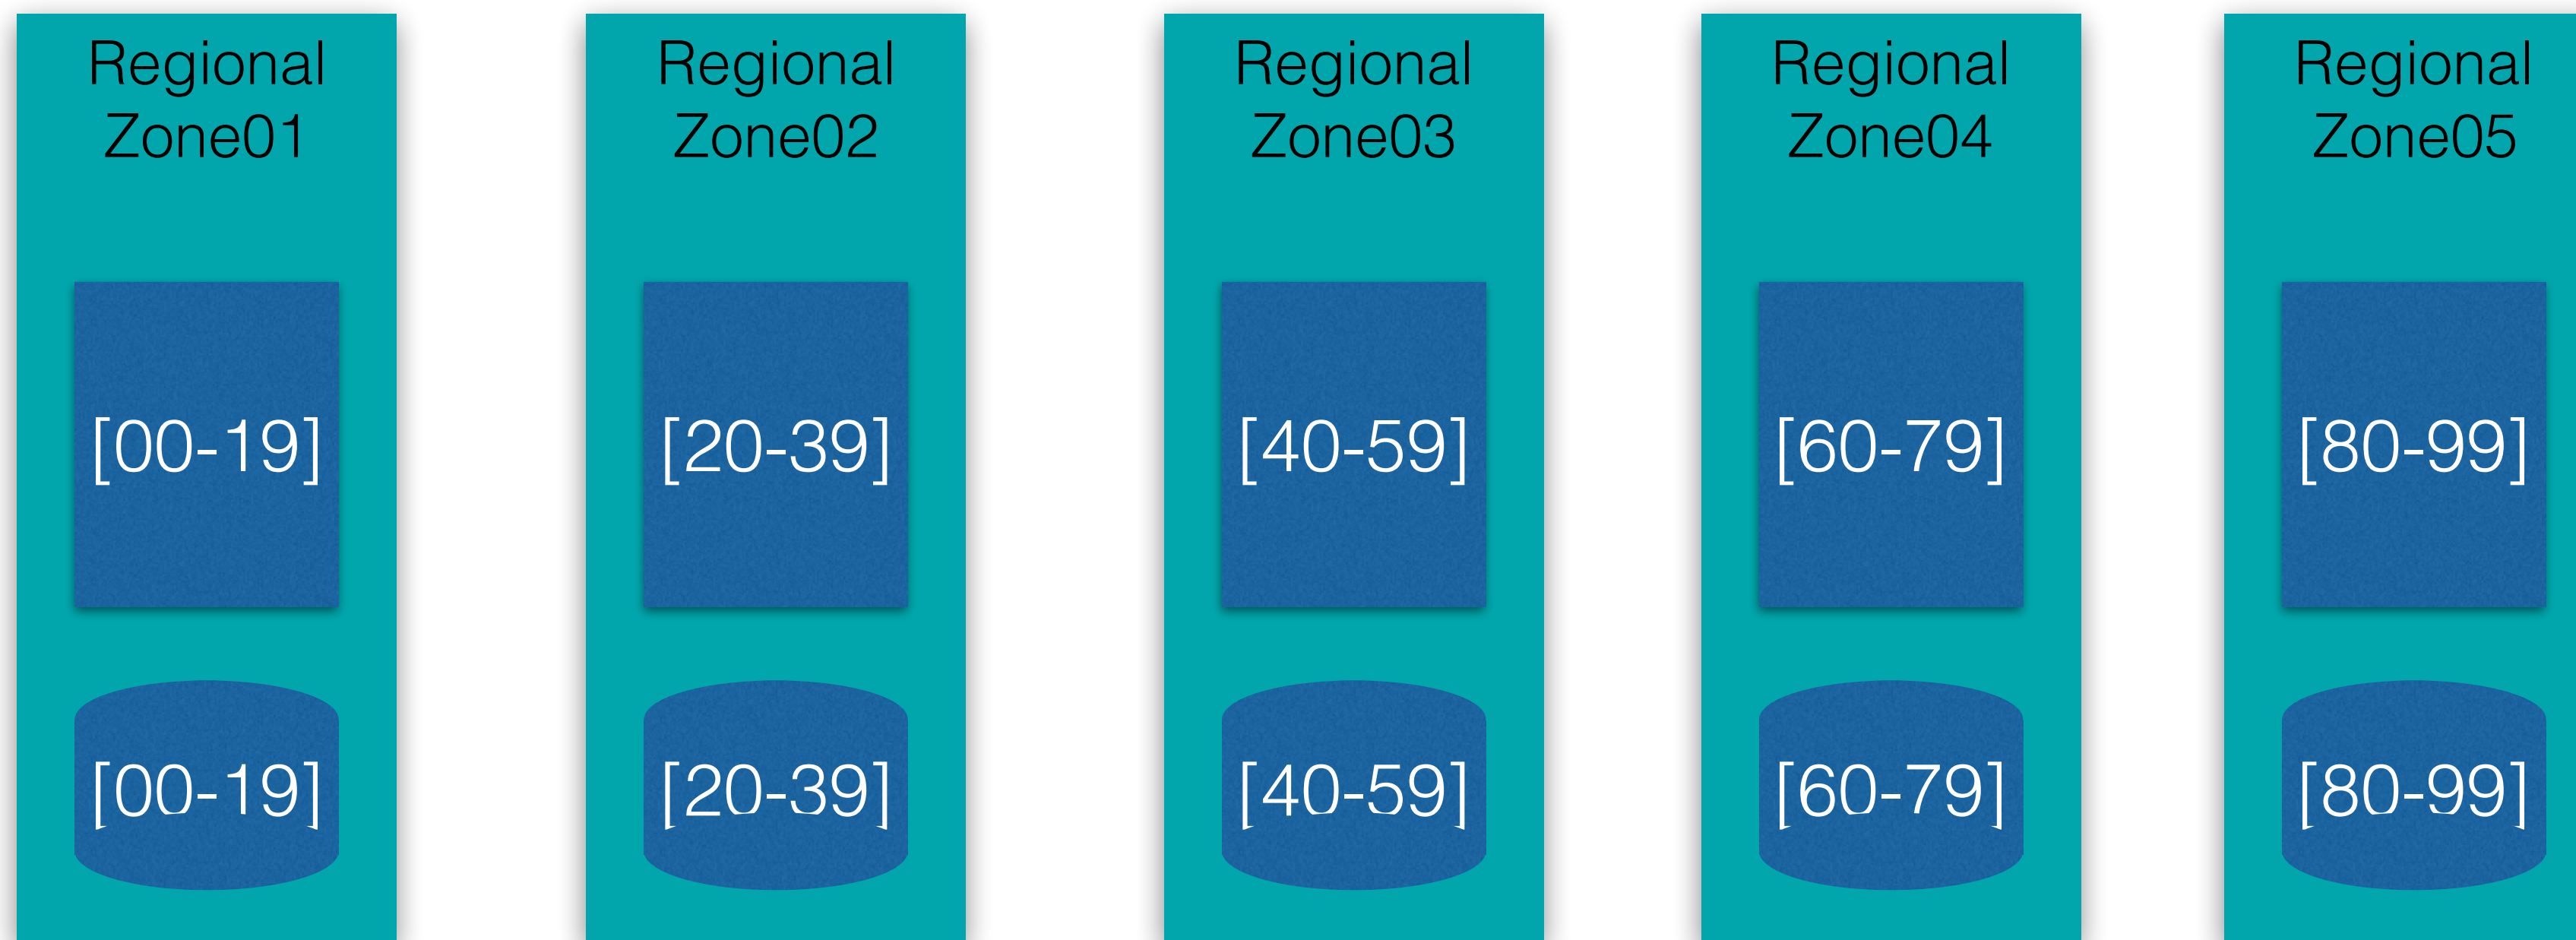 Regional
Zone01
Regional
Zone02
Regional
Zone03
Regional
Zone04
Regional
Zone05
[00-19]
[20-39]
[40-59]
[60-79]
[80-99]
[00-19]
[20-39]
[40-59]
[60-79]
[80-99]